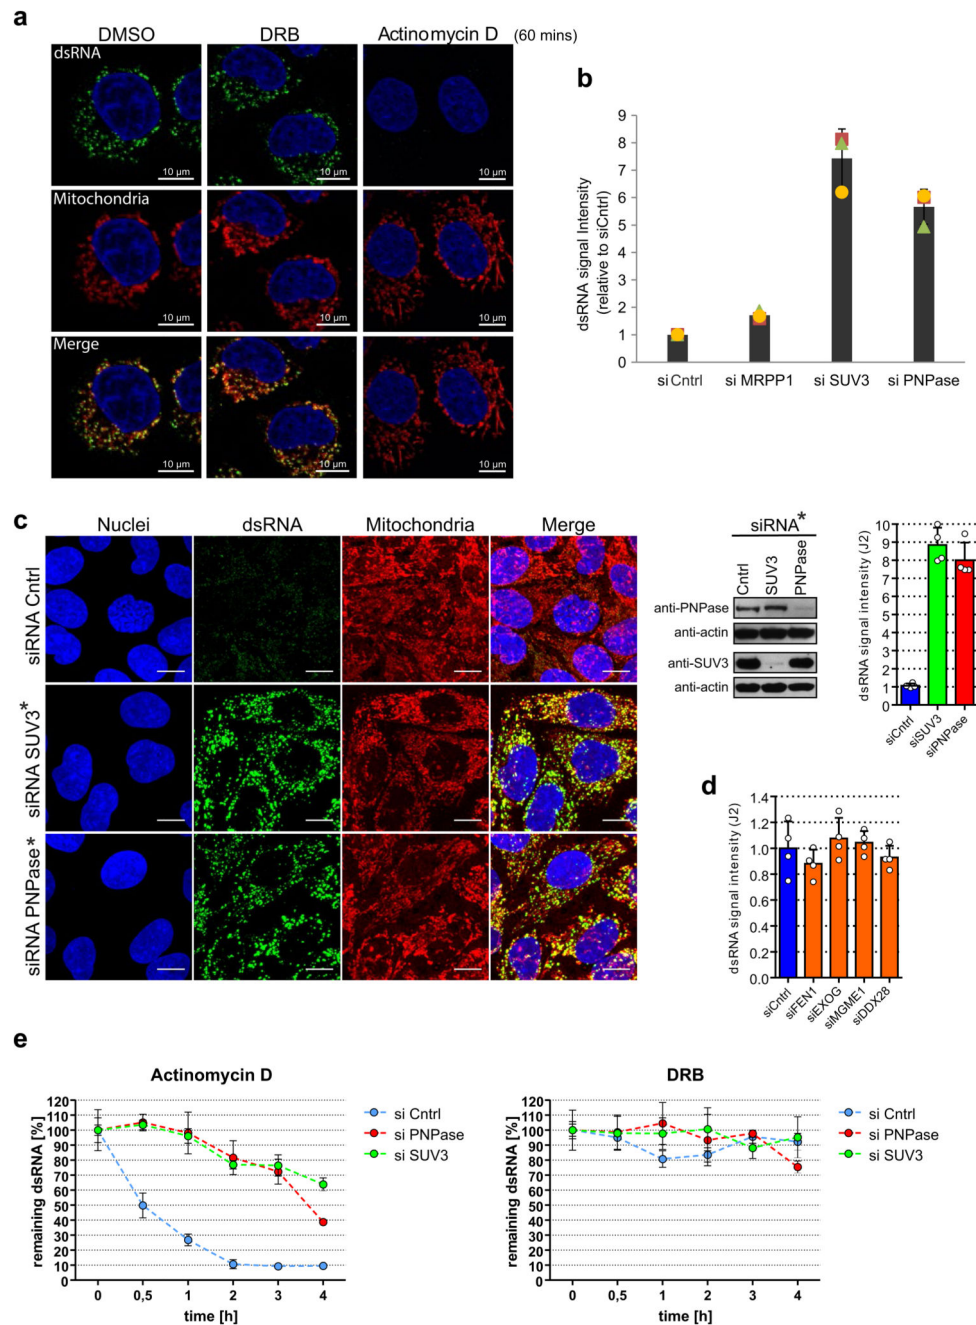 a
DMSO DRB Actinomycin D (60 mins)
dsRNA
10 µm 10 µm 10 µm
Mitochondria
10 µm 10 µm 10 µm
Merge
10 µm 10 µm 10 µm
b
dsRNA signal Intensity
(relative to siCntrl)
9
8
7
6
5
4
3
2
1
0
si Cntrl si MRPP1 si SUV3 si PNPase
c
Nuclei dsRNA Mitochondria Merge
siRNA Cntrl
siRNA SUV3*
siRNA PNPase*
siRNA*
Cntrl SUV3 PNPase
anti-PNPase
anti-actin
anti-SUV3
anti-actin
dsRNA signal intensity (J2)
10
9
8
7
6
5
4
3
2
1
0
siCntrl siSUV3 siPNPase
d
dsRNA signal intensity (J2)
1.4
1.2
1.0
0.8
0.6
0.4
0.2
0.0
siCntrl siFEN1 siEXOG siMGME1 siDDX28
e
Actinomycin D
remaining dsRNA [%]
120
110
100
90
80
70
60
50
40
30
20
10
0
0 0,5 1 2 3 4
time [h]
si Cntrl
si PNPase
si SUV3
DRB
remaining dsRNA [%]
120
110
100
90
80
70
60
50
40
30
20
10
0
0 0,5 1 2 3 4
time [h]
si Cntrl
si PNPase
si SUV3